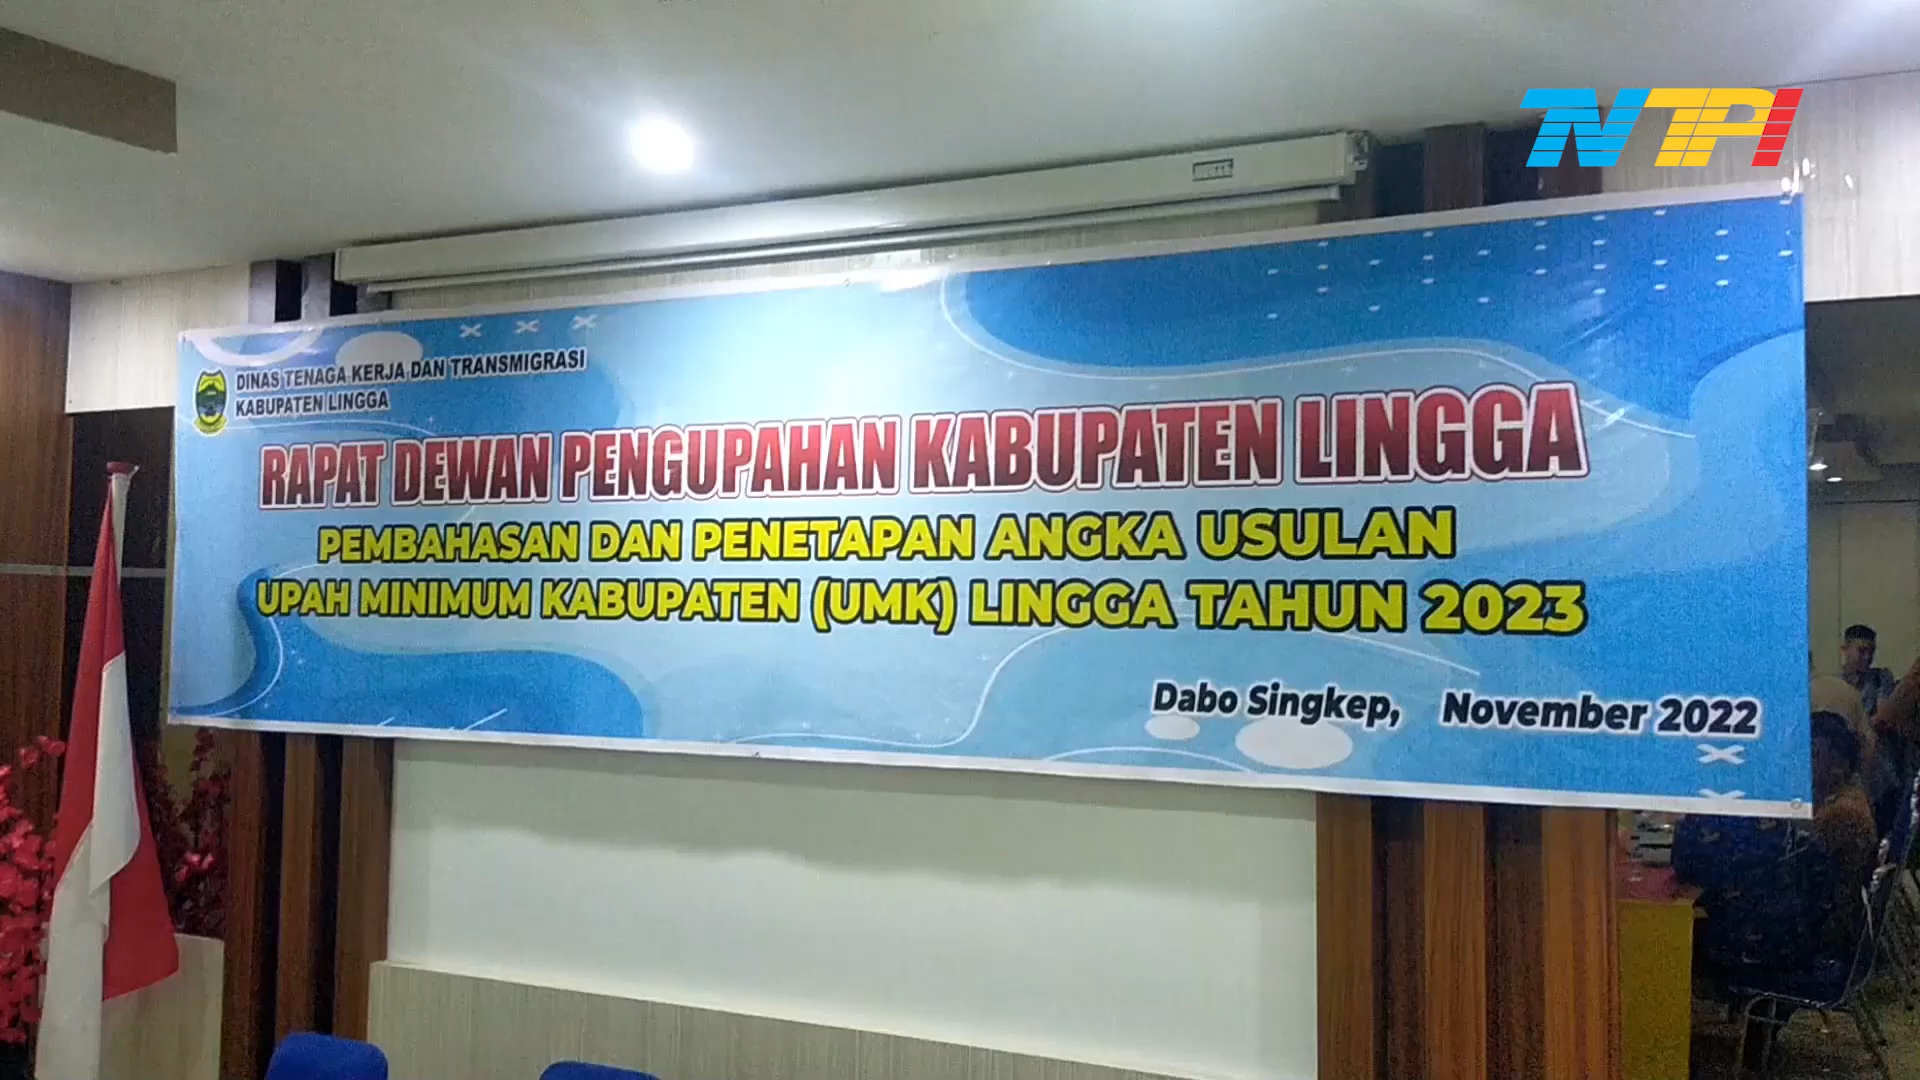 NTPI
DINAS TENAGA KERJA DAN TRANSMIGRASI
KABUPATEN LINGGA
RAPAT DEWAN PENGUPAHAN KABUPATEN LINGGA
PEMBAHASAN DAN PENETAPAN ANGKA USULAN
UPAH MINIMUM KABUPATEN (UMK) LINGGA TAHUN 2023
Dabo Singkep, November 2022